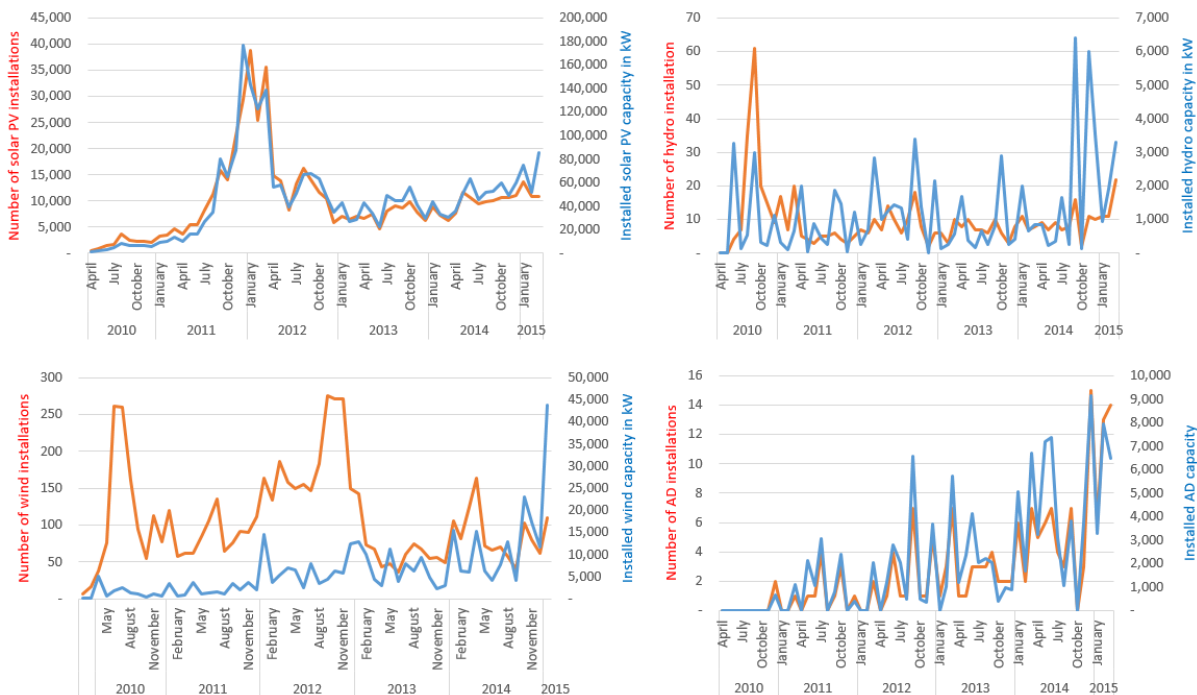 Number of solar PV installations
45,000
40,000
35,000
30,000
25,000
20,000
15,000
10,000
5,000
-
200,000
180,000
160,000
140,000
120,000
100,000
80,000
60,000
40,000
20,000
-
Installed solar PV capacity in kW
April
July
October
January
April
July
October
January
April
July
October
January
April
July
October
January
April
July
October
January
2010
2011
2012
2013
2014
2015
Number of hydro installation
70
60
50
40
30
20
10
-
7,000
6,000
5,000
4,000
3,000
2,000
1,000
-
Installed hydro capacity in kW
April
July
October
January
April
July
October
January
April
July
October
January
April
July
October
January
April
July
October
January
2010
2011
2012
2013
2014
2015
Number of wind installations
300
250
200
150
100
50
-
50,000
45,000
40,000
35,000
30,000
25,000
20,000
15,000
10,000
5,000
-
Installed wind capacity in kW
May
August
November
February
May
August
November
February
May
August
November
February
May
August
November
February
May
August
November
2010
2011
2012
2013
2014
2015
Number of AD installations
16
14
12
10
8
6
4
2
-
10,000
9,000
8,000
7,000
6,000
5,000
4,000
3,000
2,000
1,000
-
Installed AD capacity
April
July
October
January
April
July
October
January
April
July
October
January
April
July
October
January
April
July
October
January
2010
2011
2012
2013
2014
2015